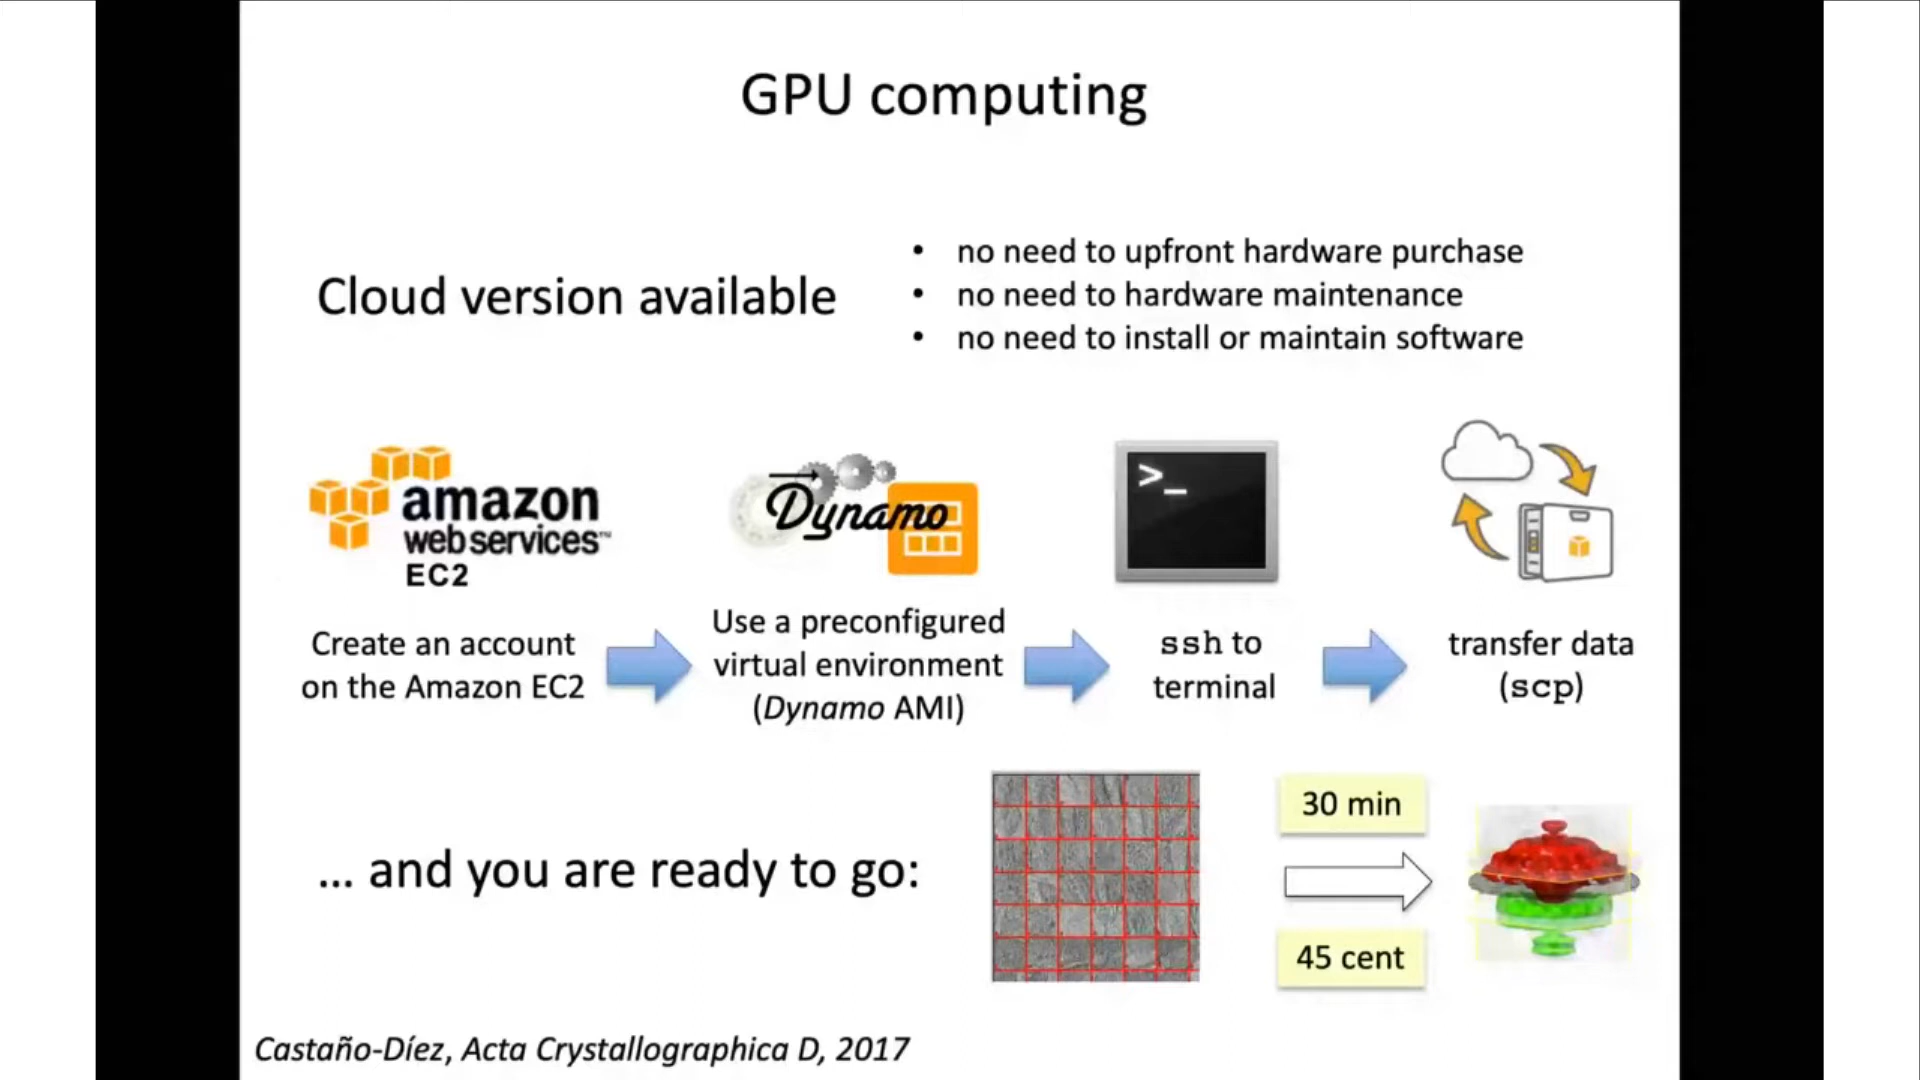 GPU computing
Cloud version available
• no need to upfront hardware purchase
• no need to hardware maintenance
• no need to install or maintain software
amazon
web services™
EC2
Dynamo
>_
Create an account
on the Amazon EC2
Use a preconfigured
virtual environment
(Dynamo AMI)
ssh to
terminal
transfer data
(scp)
... and you are ready to go:
30 min
45 cent
Castaño-Díez, Acta Crystallographica D, 2017